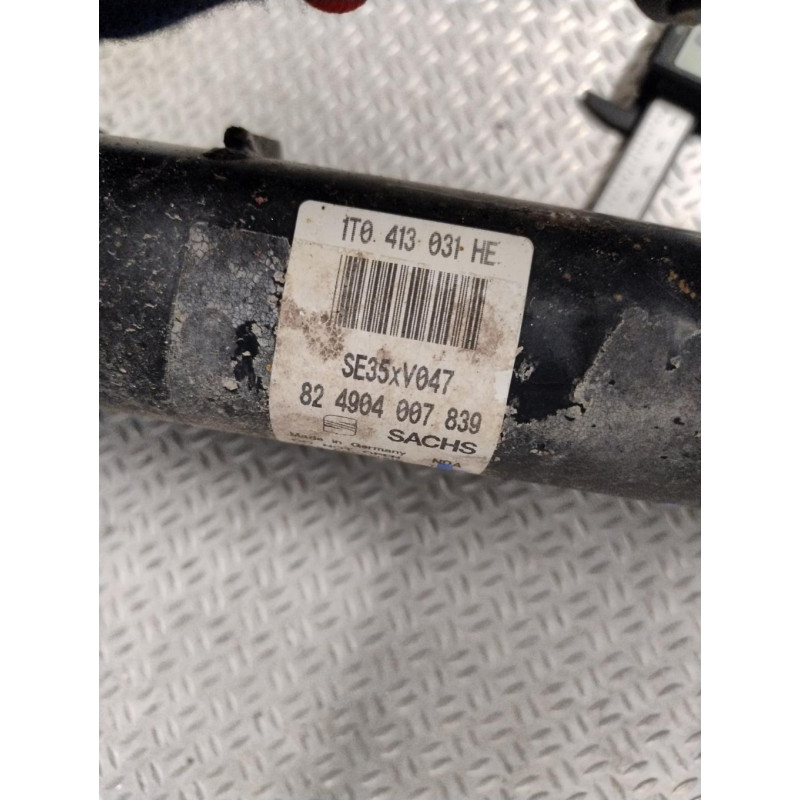 1T0 413 031 HE
SE35xV047
82 4904 007 839
SACHS
Made in Germany